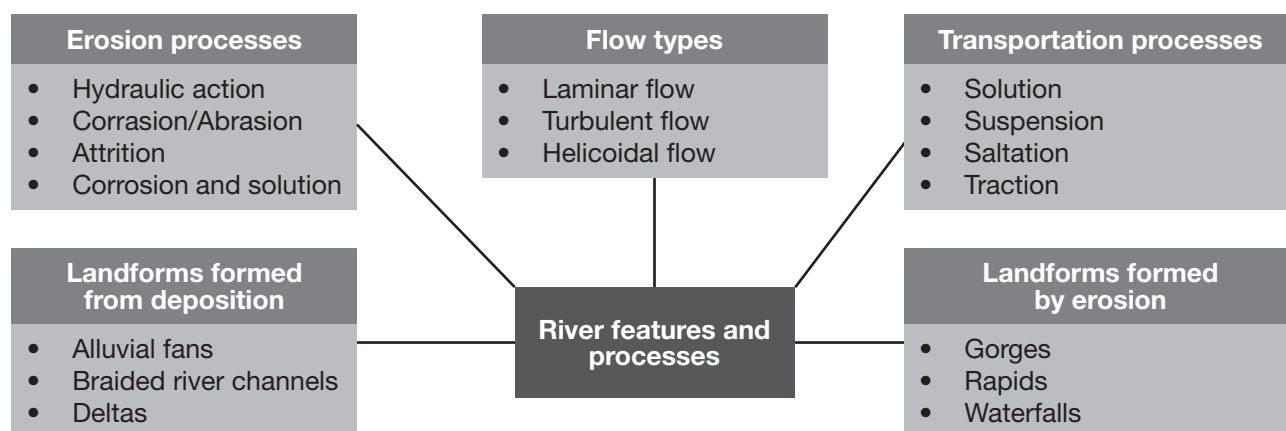 Erosion processes
• Hydraulic action
• Corrasion/Abrasion
• Attrition
• Corrosion and solution
Flow types
• Laminar flow
• Turbulent flow
• Helicoidal flow
Transportation processes
• Solution
• Suspension
• Saltation
• Traction
Landforms formed
from deposition
• Alluvial fans
• Braided river channels
• Deltas
River features and
processes
Landforms formed
by erosion
• Gorges
• Rapids
• Waterfalls